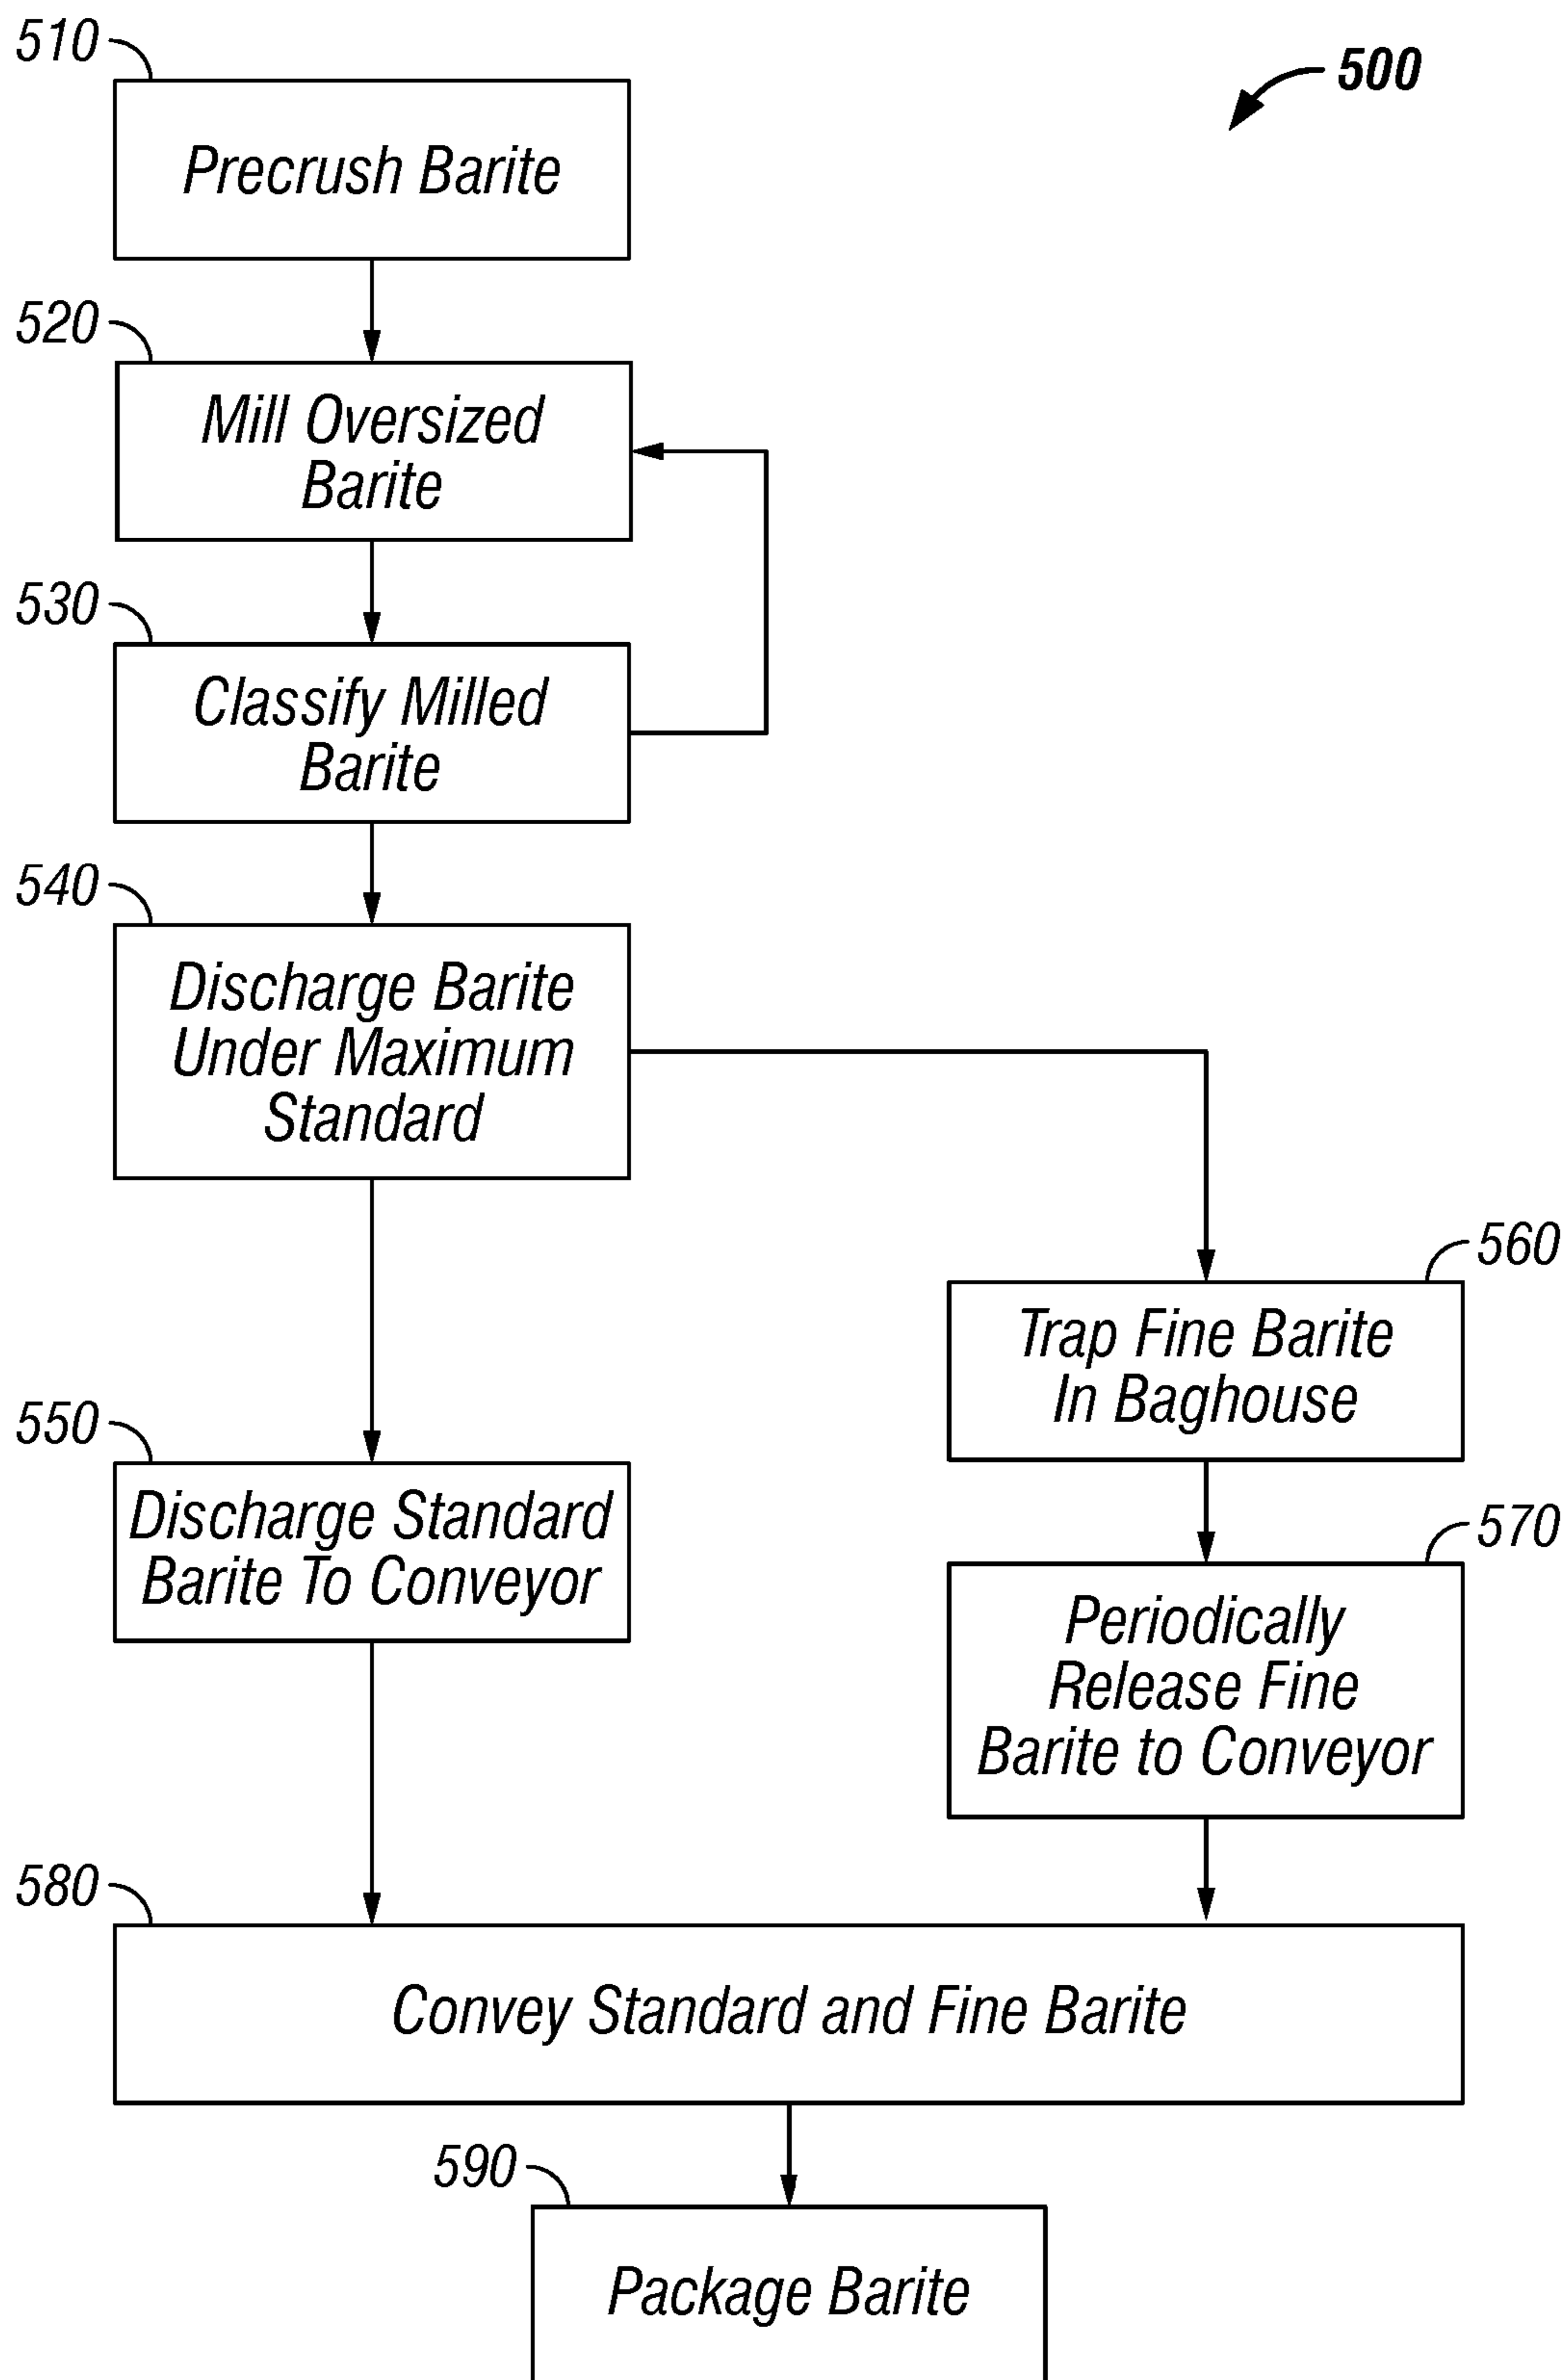 510
500
Precrush Barite
520
Mill Oversized
Barite
530
Classify Milled
Barite
540
Discharge Barite
Under Maximum
Standard
560
Trap Fine Barite
In Baghouse
550
Discharge Standard
Barite To Conveyor
570
Periodically
Release Fine
Barite to Conveyor
580
Convey Standard and Fine Barite
590
Package Barite